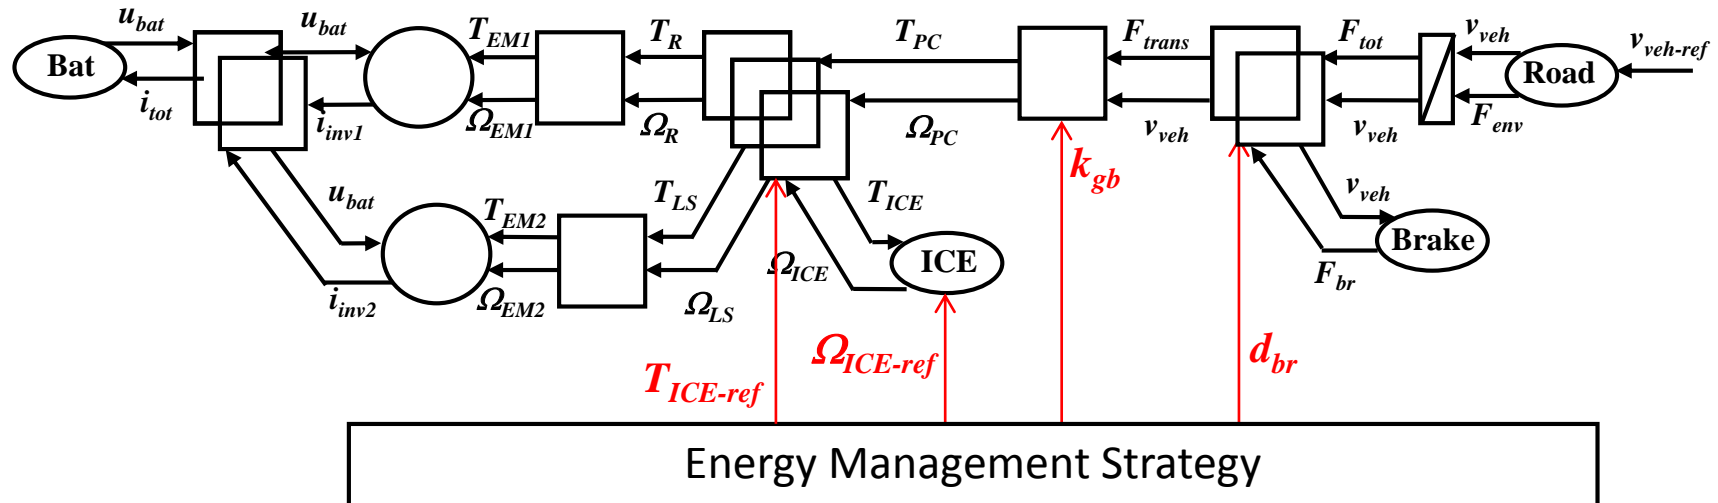 u_bat
Bat
i_tot
u_bat
i_inv1
T_EM1
Ω_EM1
T_R
Ω_R
T_PC
Ω_PC
F_trans
v_veh
F_tot
v_veh
v_veh
F_env
Road
v_veh-ref
u_bat
i_inv2
T_EM2
Ω_EM2
T_LS
Ω_LS
T_ICE
Ω_ICE
ICE
k_gb
v_veh
Brake
F_br
T_ICE-ref
Ω_ICE-ref
d_br
Energy Management Strategy